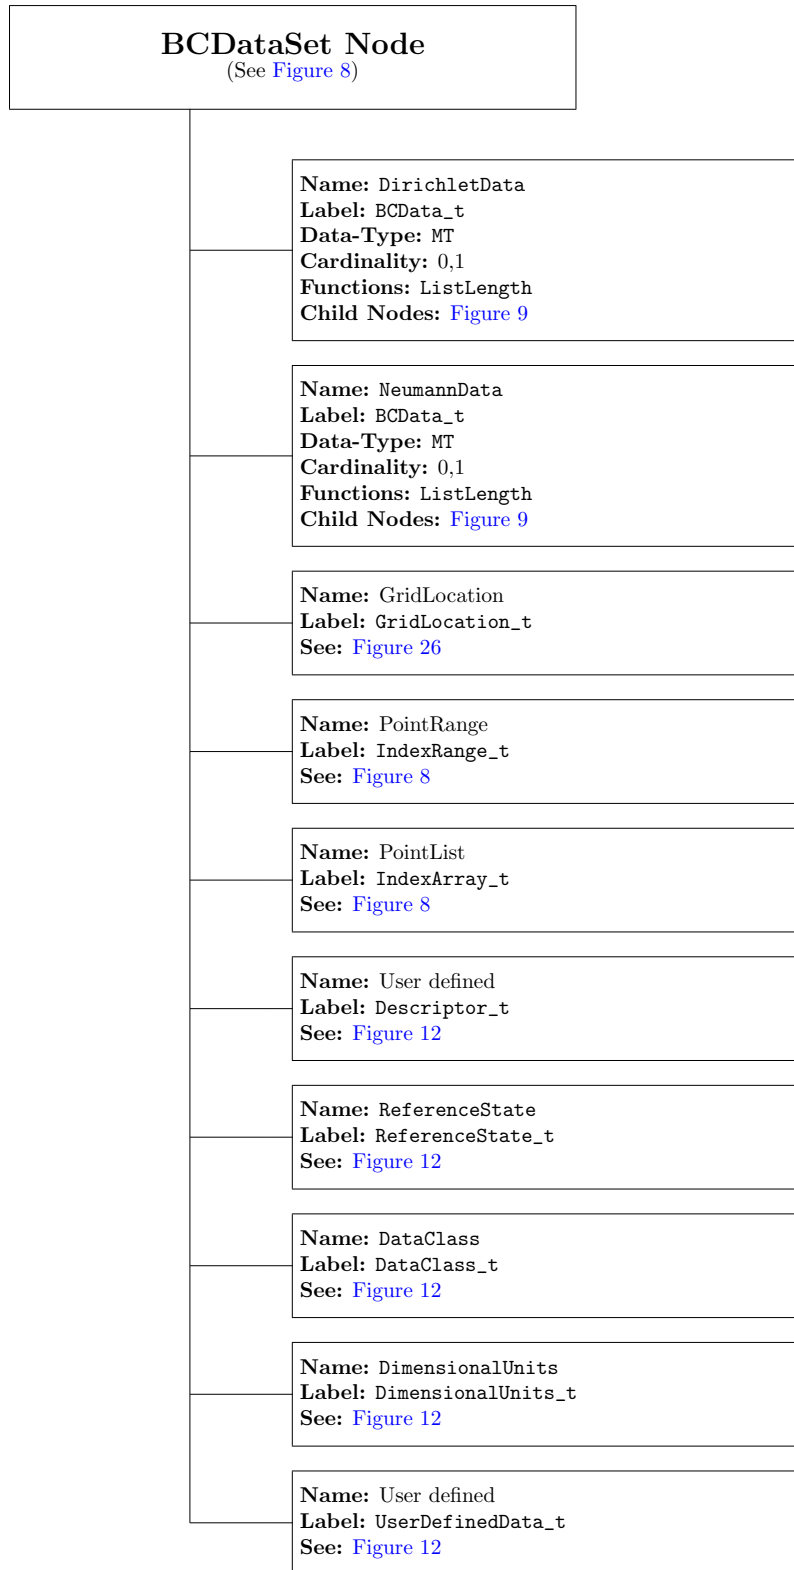 BCDataSet Node
(See Figure 8)
Name: DirichletData
Label: BCData_t
Data-Type: MT
Cardinality: 0,1
Functions: ListLength
Child Nodes: Figure 9
Name: NeumannData
Label: BCData_t
Data-Type: MT
Cardinality: 0,1
Functions: ListLength
Child Nodes: Figure 9
Name: GridLocation
Label: GridLocation_t
See: Figure 26
Name: PointRange
Label: IndexRange_t
See: Figure 8
Name: PointList
Label: IndexArray_t
See: Figure 8
Name: User defined
Label: Descriptor_t
See: Figure 12
Name: ReferenceState
Label: ReferenceState_t
See: Figure 12
Name: DataClass
Label: DataClass_t
See: Figure 12
Name: DimensionalUnits
Label: DimensionalUnits_t
See: Figure 12
Name: User defined
Label: UserDefinedData_t
See: Figure 12